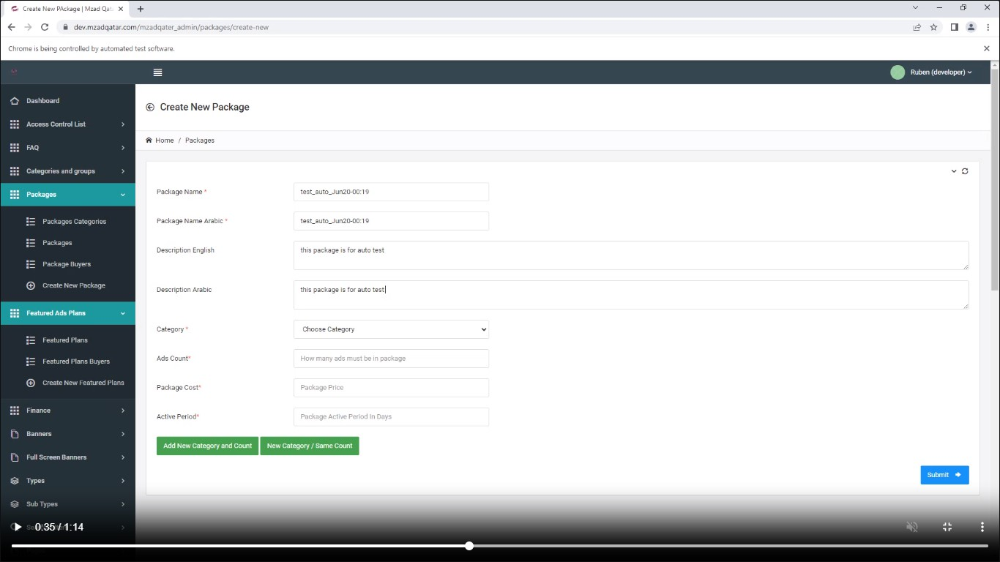 Create New PAckage | Mzad Qat
dev.mzadqatar.com/mzadqater_admin/packages/create-new
Chrome is being controlled by automated test software.
Ruben (developer)
Dashboard
Access Control List
FAQ
Categories and groups
Packages
Packages Categories
Packages
Package Buyers
Create New Package
Featured Ads Plans
Featured Plans
Featured Plans Buyers
Create New Featured Plans
Finance
Banners
Full Screen Banners
Types
Sub Types
Create New Package
Home / Packages
Package Name * test_auto_Jun20-00:19
Package Name Arabic * test_auto_Jun20-00:19
Description English this package is for auto test
Description Arabic this package is for auto test
Category * Choose Category
Ads Count* How many ads must be in package
Package Cost* Package Price
Active Period* Package Active Period In Days
Add New Category and Count New Category / Same Count
Submit
0:35 / 1:14